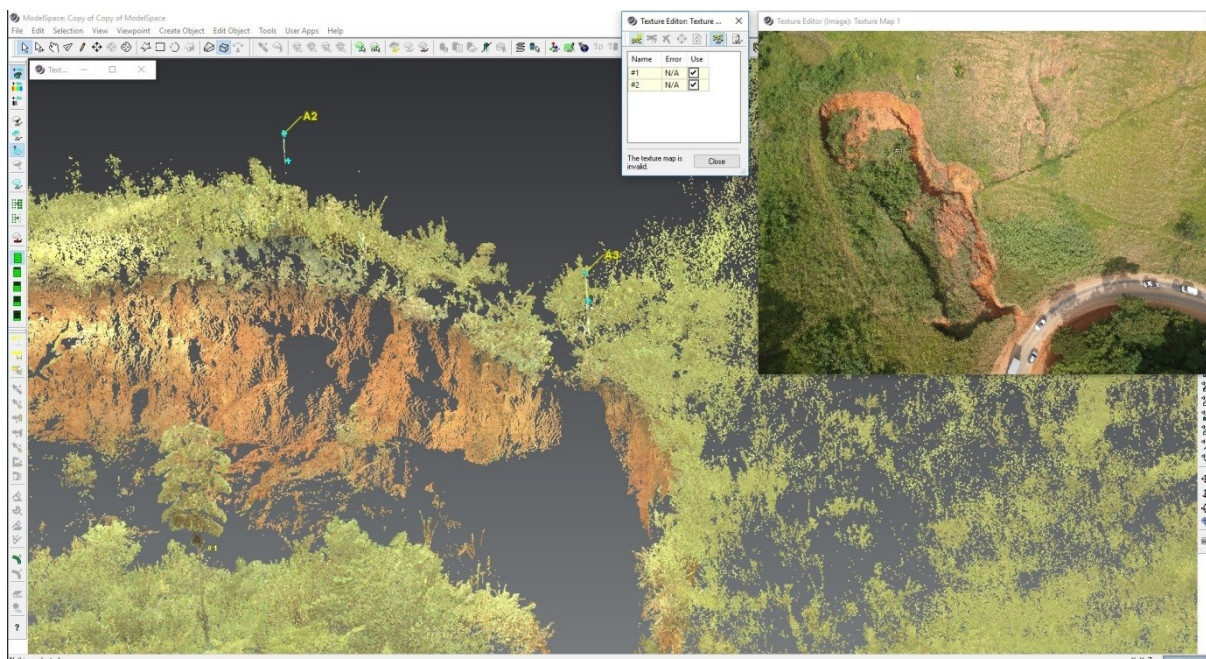 ModelSpace: Copy of Copy of ModelSpace
File Edit Selection View Viewpoint Create Object Edit Object Tools User Apps Help
Text...
A2
A3
#1
Texture Editor: Texture ...
Name Error Use
#1 N/A
#2 N/A
The texture map is
invalid.
Close
Texture Editor (Image): Texture Map 1